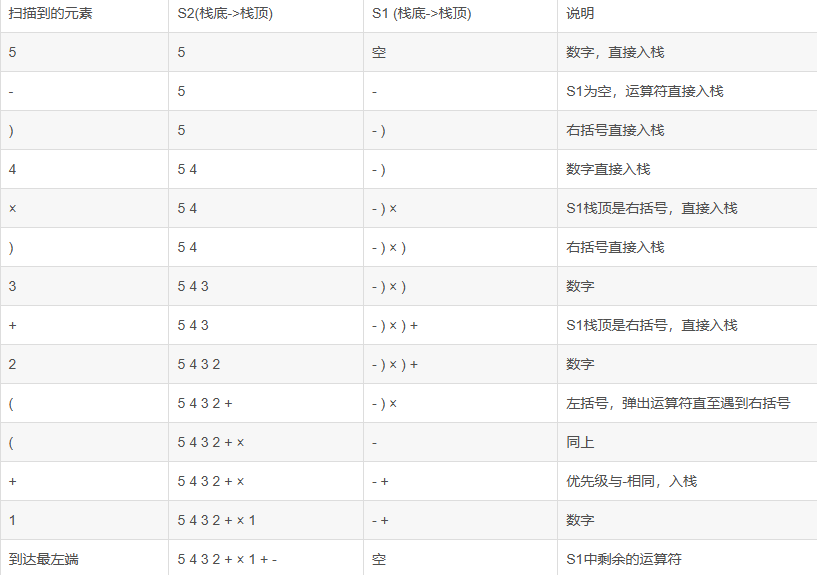 扫描到的元素 S2(栈底->栈顶) S1 (栈底->栈顶) 说明
5 5 空 数字，直接入栈
- 5 - S1为空，运算符直接入栈
) 5 - ) 右括号直接入栈
4 5 4 - ) 数字直接入栈
× 5 4 - ) × S1栈顶是右括号，直接入栈
) 5 4 - ) × ) 右括号直接入栈
3 5 4 3 - ) × ) 数字
+ 5 4 3 - ) × ) + S1栈顶是右括号，直接入栈
2 5 4 3 2 - ) × ) + 数字
( 5 4 3 2 + - ) × 左括号，弹出运算符直至遇到右括号
( 5 4 3 2 + × - 同上
+ 5 4 3 2 + × - + 优先级与-相同，入栈
1 5 4 3 2 + × 1 - + 数字
到达最左端 5 4 3 2 + × 1 + - 空 S1中剩余的运算符